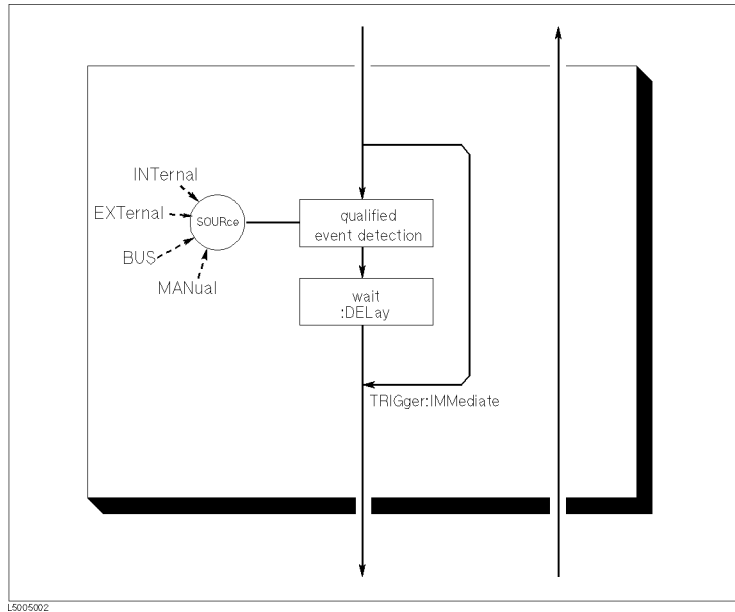 INTernal
EXTernal
SOURce
BUS
MANual
qualified
event detection
wait
:DELay
TRIGger:IMMediate
L5005002